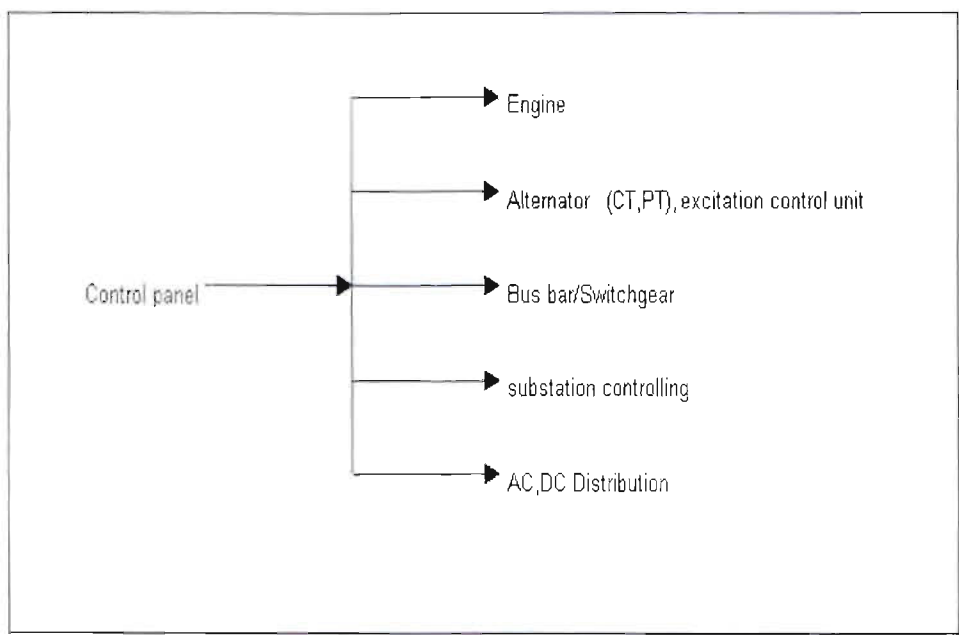 Engine
Alternator (CT,PT), excitation control unit
Control panel
Bus bar/Switchgear
substation controlling
AC,DC Distribution